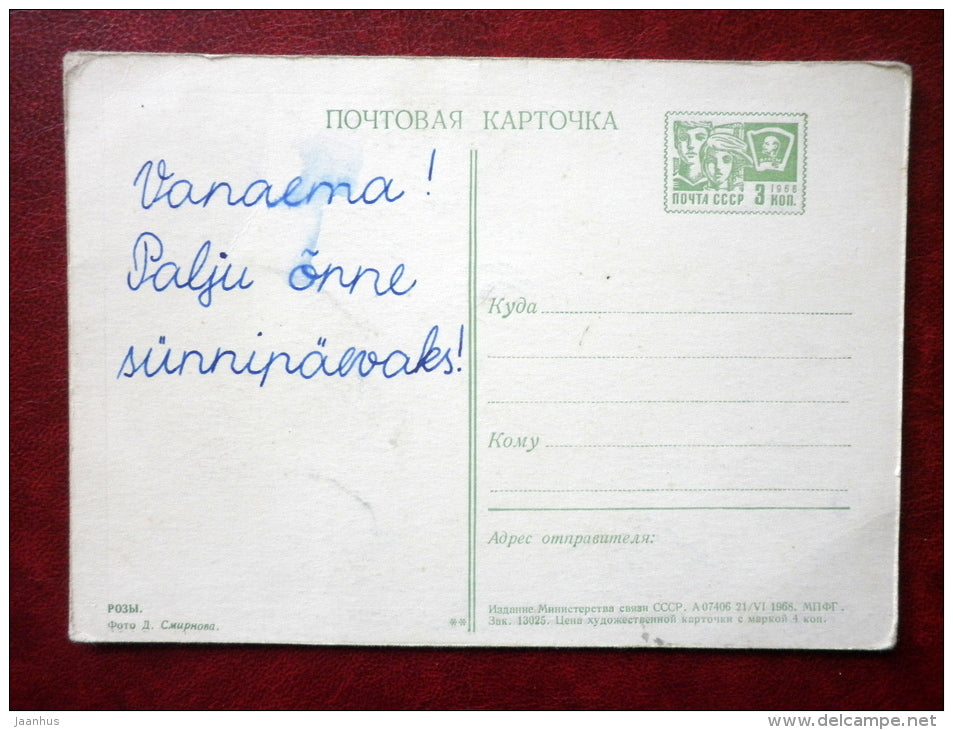 ПОЧТОВАЯ КАРТОЧКА
1966
ПОЧТА СССР 3 КОП.
Vanaema!
Palju õnne
sünnipäevaks!
Куда
Кому
Адрес отправителя:
РОЗЫ.
Фото Д. Смирнова.
**
Издание Министерства связи СССР. А 07406 21/VI 1968. МПФГ.
Зак. 13025. Цена художественной карточки с маркой 4 коп.
Jaanhus
http://www.delcampe.net